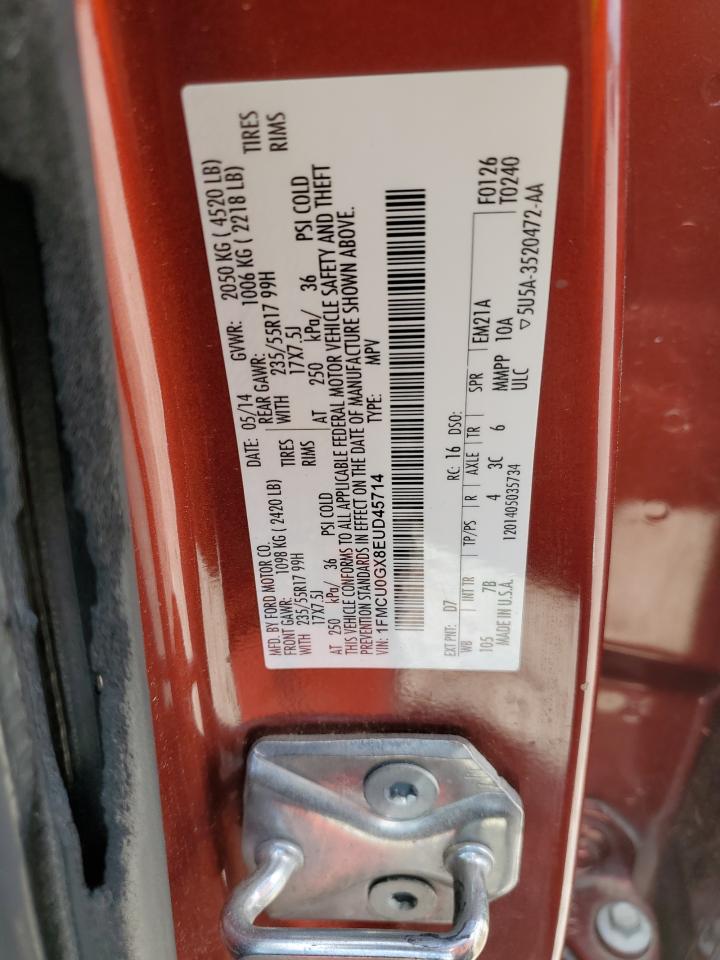 MFD. BY FORD MOTOR CO.
DATE: 05/14 GVWR: 2050 KG ( 4520 LB)
FRONT GAWR: 1098 KG ( 2420 LB) REAR GAWR: 1006 KG ( 2218 LB)
WITH 235/55R17 99H TIRES WITH 235/55R17 99H TIRES
17X7.5J RIMS 17X7.5J RIMS
AT 250 kPa/ 36 PSI COLD AT 250 kPa/ 36 PSI COLD
THIS VEHICLE CONFORMS TO ALL APPLICABLE FEDERAL MOTOR VEHICLE SAFETY AND THEFT
PREVENTION STANDARDS IN EFFECT ON THE DATE OF MANUFACTURE SHOWN ABOVE.
VIN: 1FMCU0GX8EUD45714 TYPE: MPV
F0126
T0240
EXT PNT: D7 RC: 16 DSO:
WB INT TR TP/PS R AXLE TR SPR EM21A
105 7B 4 3C 6 MMPP 10A
MADE IN U.S.A. 1201405035734 ULC ▽5U5A-3520472-AA